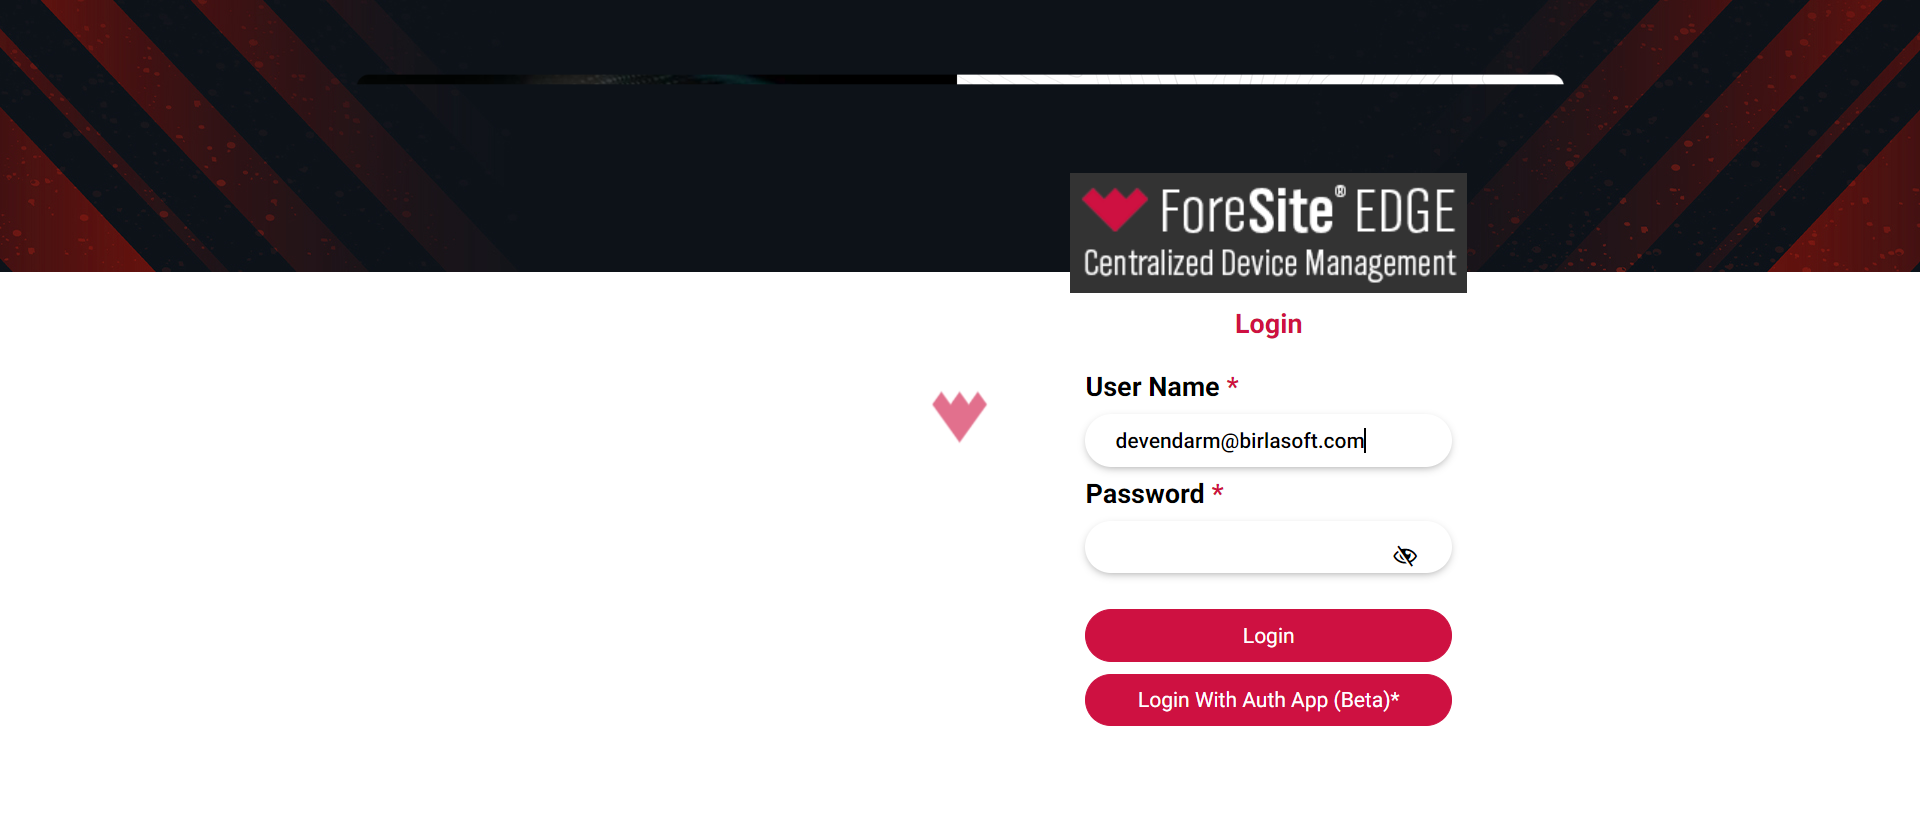 ForeSite® EDGE
Centralized Device Management
Login
User Name *
devendarm@birlasoft.com
Password *
Login
Login With Auth App (Beta)*